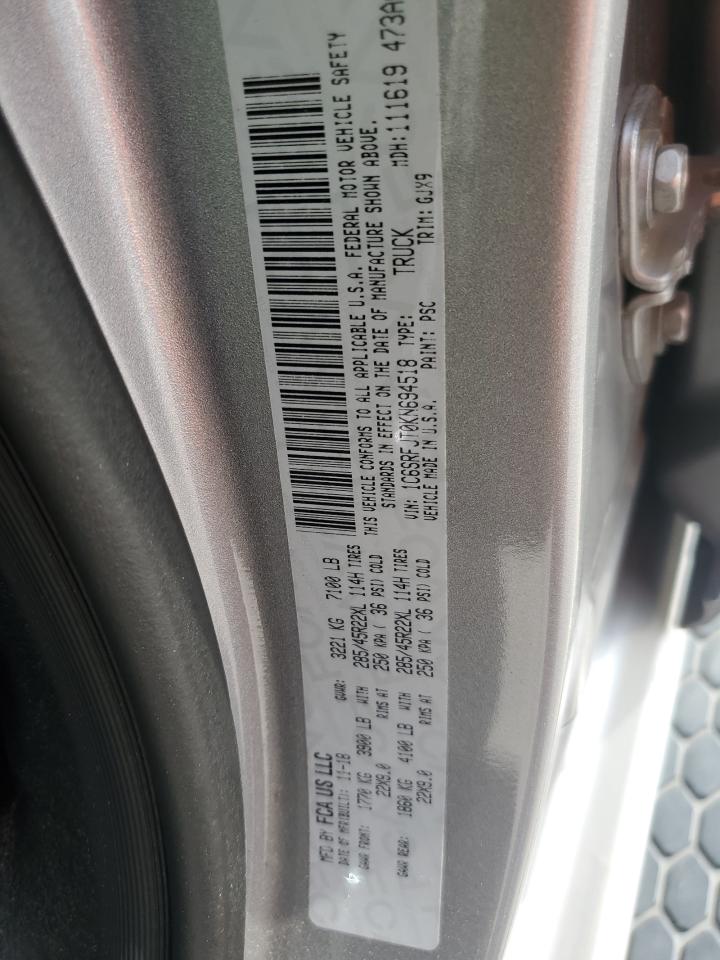 MFD BY FCA US LLC
DATE OF MFR(BUILT): 11-18 GVWR: 3221 KG 7100 LB
GAWR FRONT: 1770 KG 3900 LB WITH 285/45R22XL 114H TIRES
22X9.0 RIMS AT 250 KPA ( 36 PSI) COLD
GAWR REAR: 1860 KG 4100 LB WITH 285/45R22XL 114H TIRES
22X9.0 RIMS AT 250 KPA ( 36 PSI) COLD
THIS VEHICLE CONFORMS TO ALL APPLICABLE U.S.A. FEDERAL MOTOR VEHICLE SAFETY
STANDARDS IN EFFECT ON THE DATE OF MANUFACTURE SHOWN ABOVE.
MDH:111619 473A
VIN: 1C6SRFJT0KN694518 TYPE: TRUCK
VEHICLE MADE IN U.S.A. PAINT: PSC TRIM: GJX9